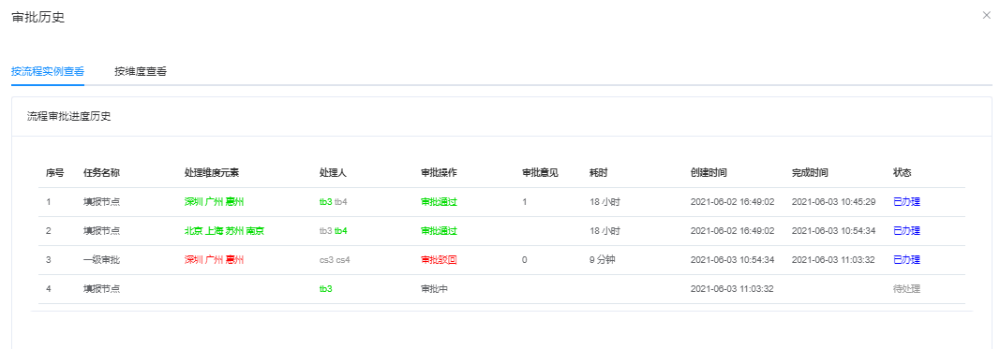 审批历史
按流程实例查看 按维度查看
流程审批进度历史
序号 任务名称 处理维度元素 处理人 审批操作 审批意见 耗时 创建时间 完成时间 状态
1 填报节点 深圳 广州 惠州 tb3 tb4 审批通过 1 18 小时 2021-06-02 16:49:02 2021-06-03 10:45:29 已办理
2 填报节点 北京 上海 苏州 南京 tb3 tb4 审批通过 18 小时 2021-06-02 16:49:02 2021-06-03 10:54:34 已办理
3 一级审批 深圳 广州 惠州 cs3 cs4 审批驳回 0 9 分钟 2021-06-03 10:54:34 2021-06-03 11:03:32 已办理
4 填报节点 tb3 审批中 2021-06-03 11:03:32 待处理